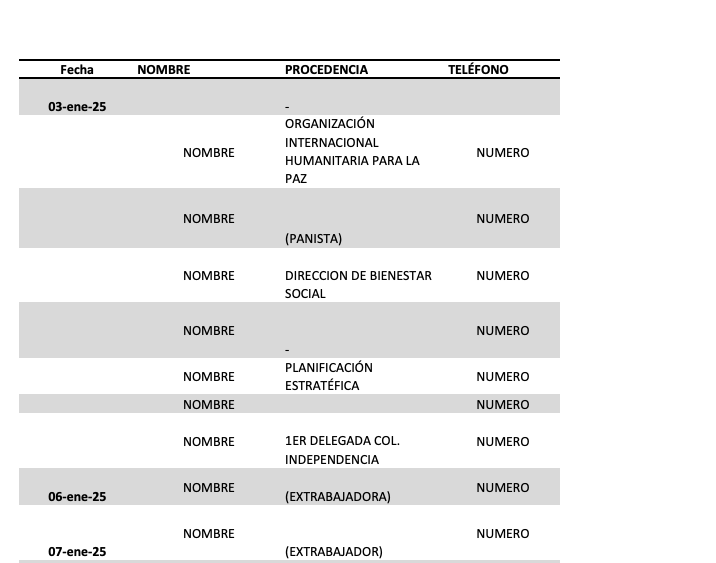 Fecha NOMBRE PROCEDENCIA TELÉFONO
03-ene-25 -
ORGANIZACIÓN
INTERNACIONAL
NOMBRE HUMANITARIA PARA LA NUMERO
PAZ
NOMBRE NUMERO
(PANISTA)
NOMBRE DIRECCION DE BIENESTAR NUMERO
SOCIAL
NOMBRE NUMERO
-
PLANIFICACIÓN
NOMBRE ESTRATÉFICA NUMERO
NOMBRE NUMERO
NOMBRE 1ER DELEGADA COL. NUMERO
INDEPENDENCIA
NOMBRE NUMERO
06-ene-25 (EXTRABAJADORA)
NOMBRE NUMERO
07-ene-25 (EXTRABAJADOR)